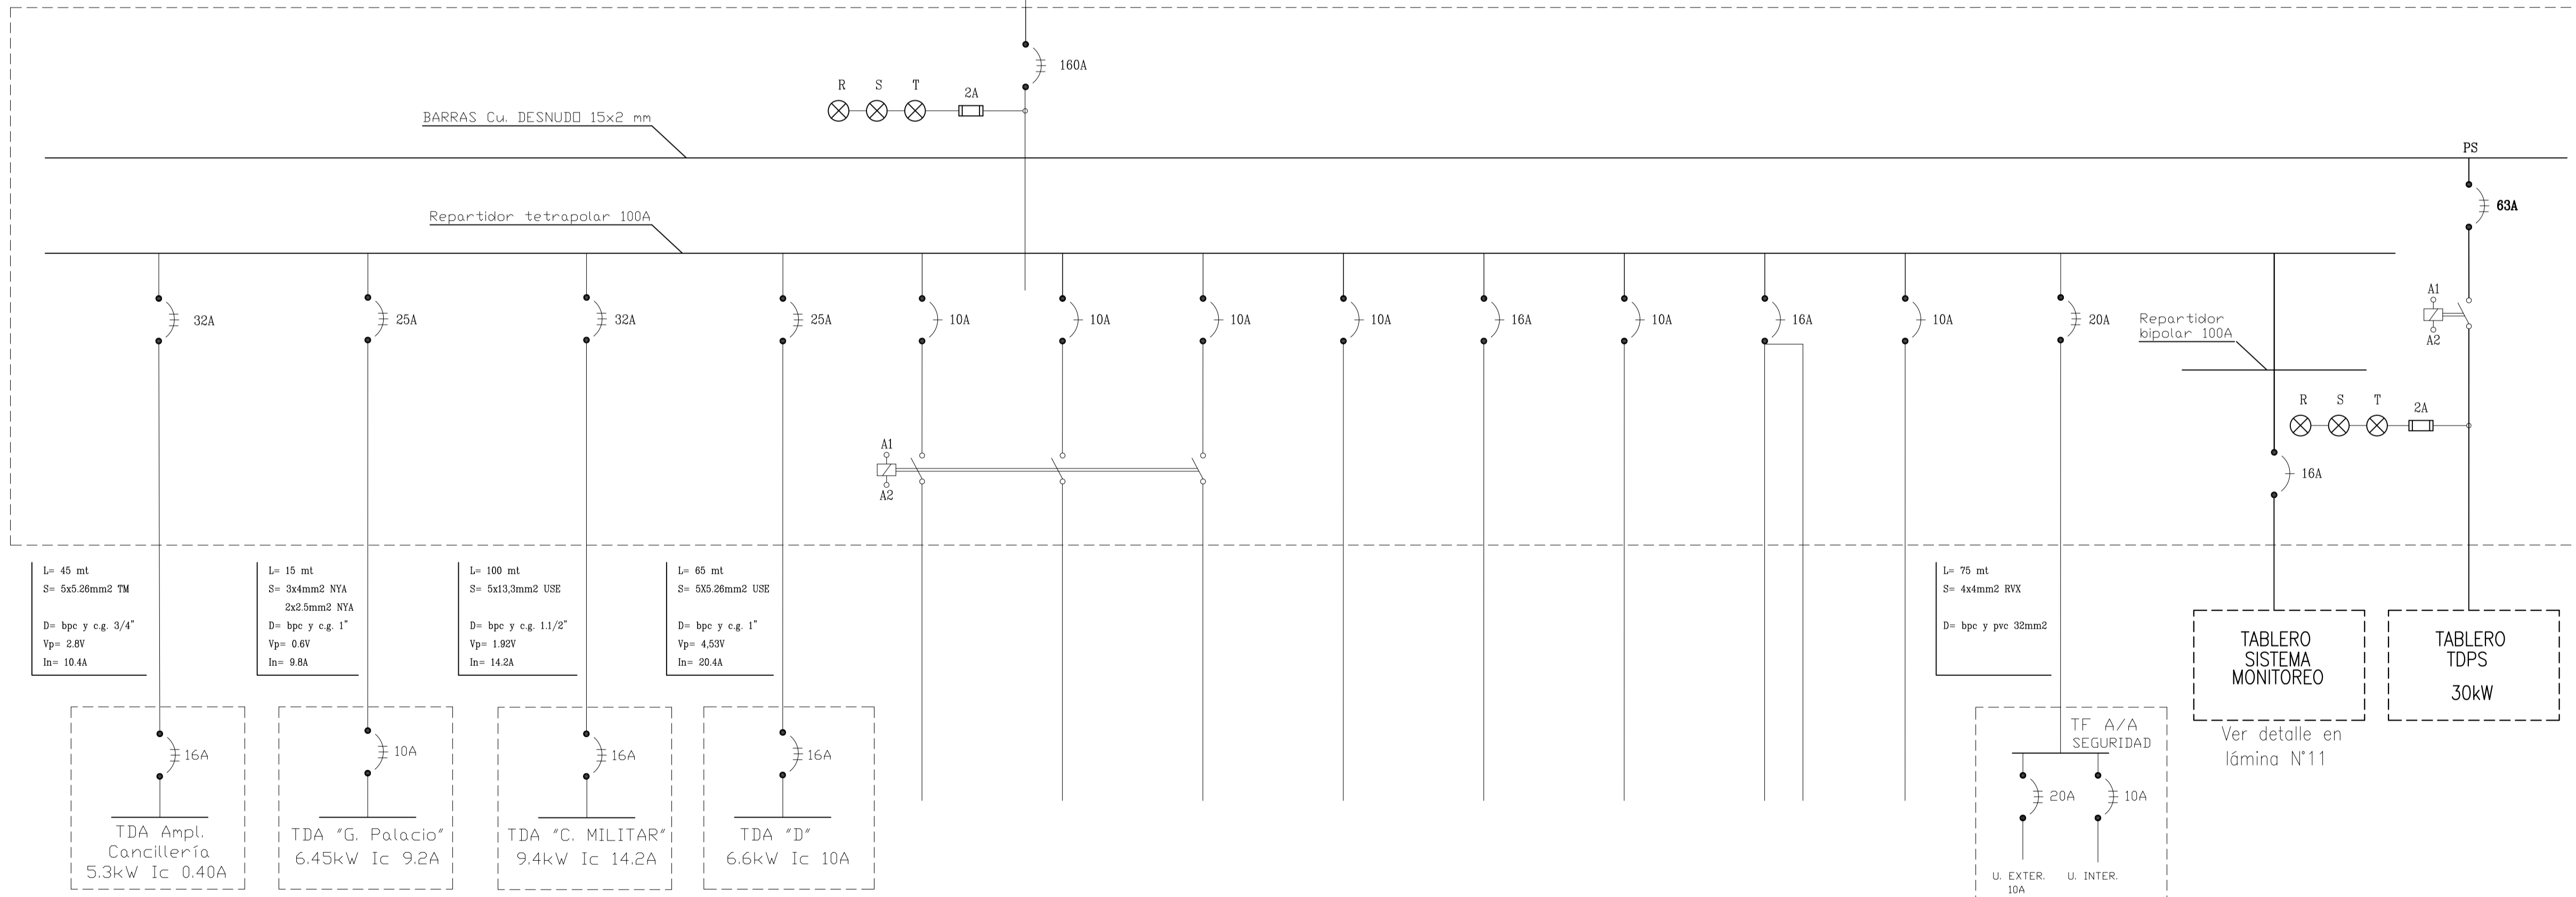 160A
R S T 2A
BARRAS Cu. DESNUDO 15x2 mm
PS
63A
Repartidor tetrapolar 100A
32A
25A
32A
25A
10A
10A
10A
10A
16A
10A
16A
10A
20A
Repartidor
bipolar 100A
A1
A2
R S T 2A
A1
A2
16A
L= 45 mt
S= 5x5.26mm2 TM
D= bpc y c.g. 3/4"
Vp= 2.8V
In= 10.4A
L= 15 mt
S= 3x4mm2 NYA
2x2.5mm2 NYA
D= bpc y c.g. 1"
Vp= 0.6V
In= 9.8A
L= 100 mt
S= 5x13,3mm2 USE
D= bpc y c.g. 1.1/2"
Vp= 1.92V
In= 14.2A
L= 65 mt
S= 5X5.26mm2 USE
D= bpc y c.g. 1"
Vp= 4,53V
In= 20.4A
L= 75 mt
S= 4x4mm2 RVX
D= bpc y pvc 32mm2
TABLERO
SISTEMA
MONITOREO
Ver detalle en
lámina N°11
TABLERO
TDPS
30kW
16A
TDA Ampl.
Cancillería
5.3kW Ic 0.40A
10A
TDA "G. Palacio"
6.45kW Ic 9.2A
16A
TDA "C. MILITAR"
9.4kW Ic 14.2A
16A
TDA "D"
6.6kW Ic 10A
TF A/A
SEGURIDAD
20A
10A
U. EXTER.
10A
U. INTER.